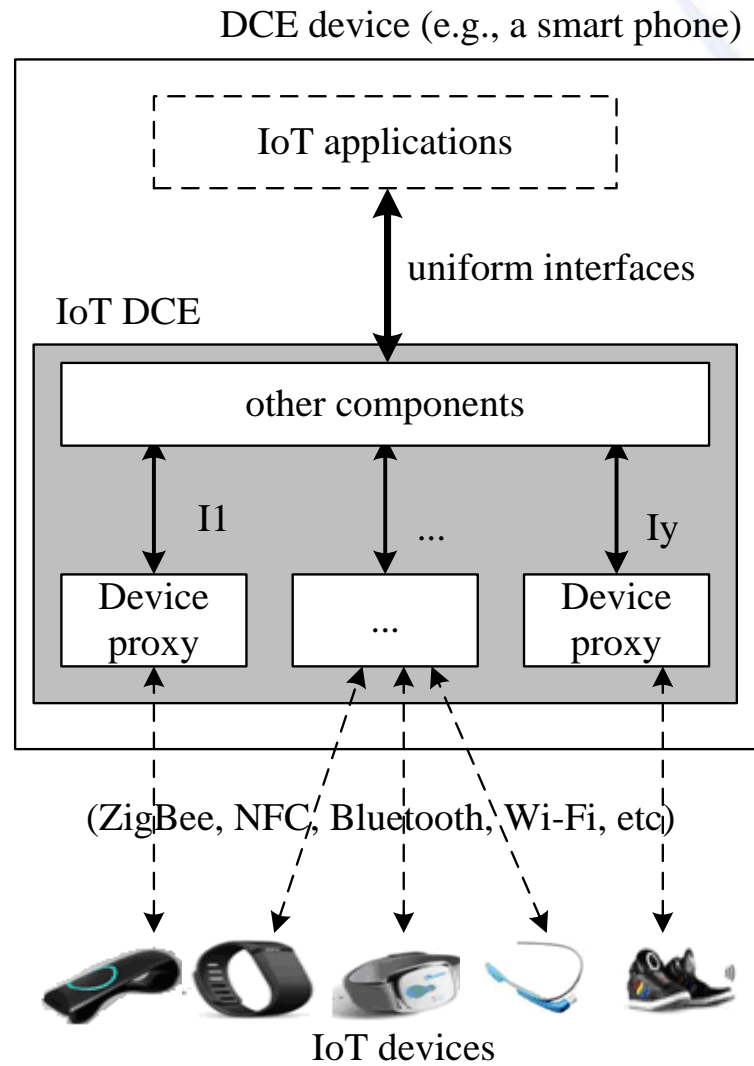 DCE device (e.g., a smart phone)
IoT applications
uniform interfaces
IoT DCE
other components
I1
...
Iy
Device
proxy
...
Device
proxy
(ZigBee, NFC, Bluetooth, Wi-Fi, etc)
IoT devices